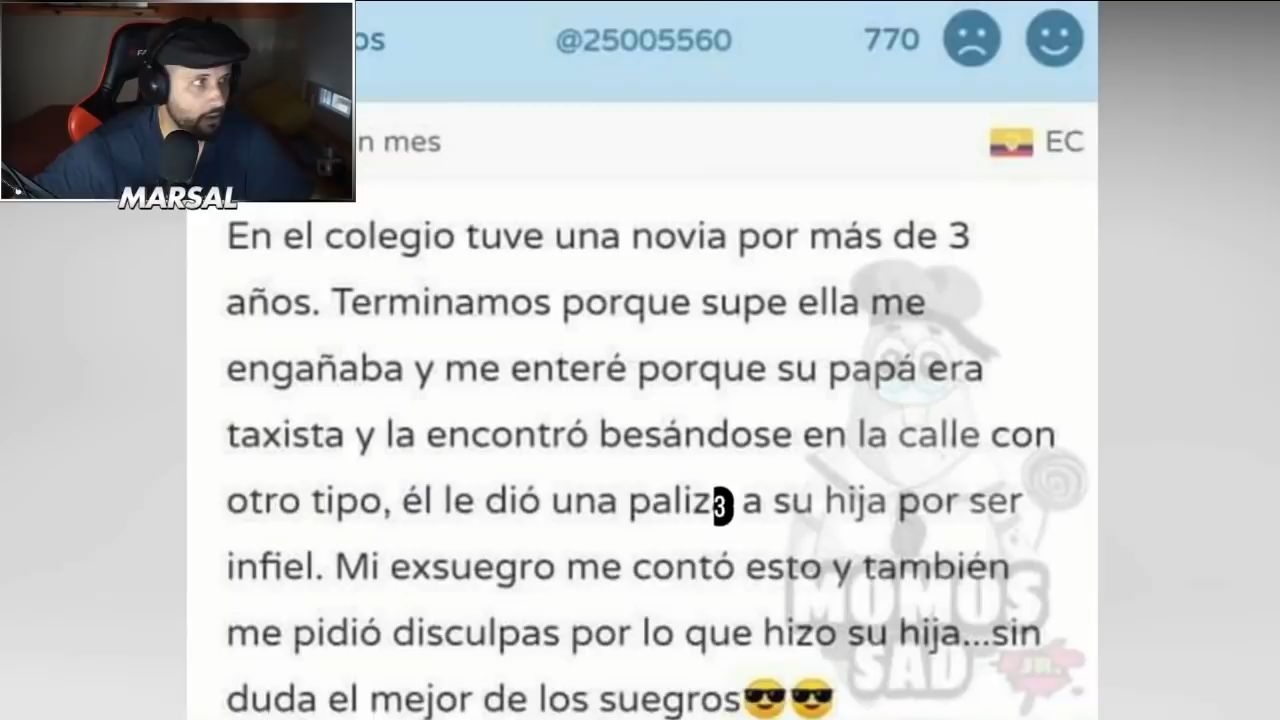 os @25005560 770
n mes EC
MARSAL
En el colegio tuve una novia por más de 3
años. Terminamos porque supe ella me
engañaba y me enteré porque su papá era
taxista y la encontró besándose en la calle con
otro tipo, él le dió una paliz3 a su hija por ser
infiel. Mi exsuegro me contó esto y también
me pidió disculpas por lo que hizo su hija...sin
duda el mejor de los suegros😎😎
MOMOS
SAD
JR.